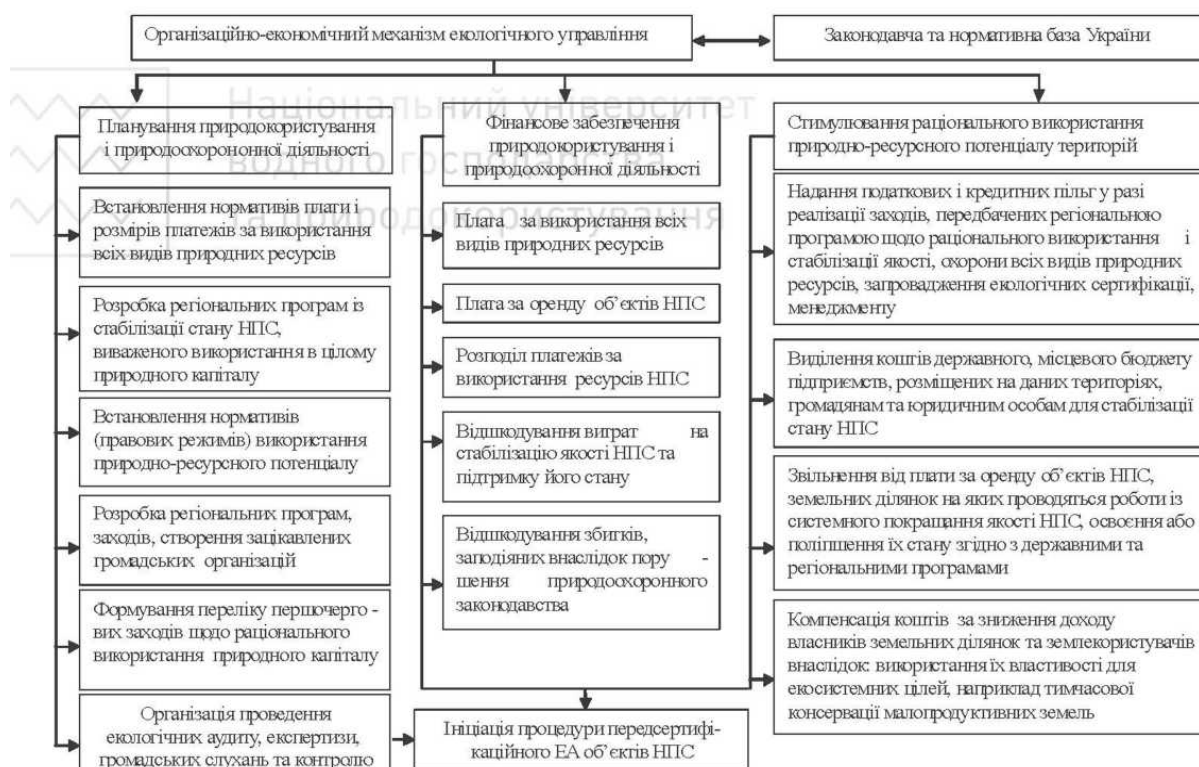 Організаційно-економічний механізм екологічного управління
Законодавча та нормативна база України
Національний університет
водного господарства
та природокористування
Планування природокористування
і природоохоронної діяльності
Встановлення нормативів плати і
розмірів платежів за використання
всіх видів природних ресурсів
Розробка регіональних програм із
стабілізації стану НПС,
виваженого використання в цілому
природного капіталу
Встановлення нормативів
(правових режимів) використання
природно-ресурсного потенціалу
Розробка регіональних програм,
заходів, створення зацікавлених
громадських організацій
Формування переліку першочерго -
вих заходів щодо раціонального
використання природного капіталу
Організація проведення
екологічних аудиту, експертизи,
громадських слухань та контролю
Фінансове забезпечення
природокористування і
природоохоронної діяльності
Плата за використання всіх
видів природних ресурсів
Плата за оренду об’єктів НПС
Розподіл платежів за
використання ресурсів НПС
Відшкодування витрат на
стабілізацію якості НПС та
підтримку його стану
Відшкодування збитків,
заподіяних внаслідок пору -
шення природоохоронного
законодавства
Ініціація процедури передсертифі-
каційного ЕА об’єктів НПС
Стимулювання раціонального використання
природно-ресурсного потенціалу територій
Надання податкових і кредитних пільг у разі
реалізації заходів, передбачених регіональною
програмою щодо раціонального використання і
стабілізації якості, охорони всіх видів природних
ресурсів, запровадження екологічних сертифікації,
менеджменту
Виділення коштів державного, місцевого бюджету
підприємств, розміщених на даних територіях,
громадянам та юридичним особам для стабілізації
стану НПС
Звільнення від плати за оренду об’єктів НПС,
земельних ділянок на яких проводяться роботи із
системного покращання якості НПС, освоєння або
поліпшення їх стану згідно з державними та
регіональними програмами
Компенсація коштів за зниження доходу
власників земельних ділянок та землекористувачів
внаслідок: використання їх властивості для
екосистемних цілей, наприклад тимчасової
консервації малопродуктивних земель